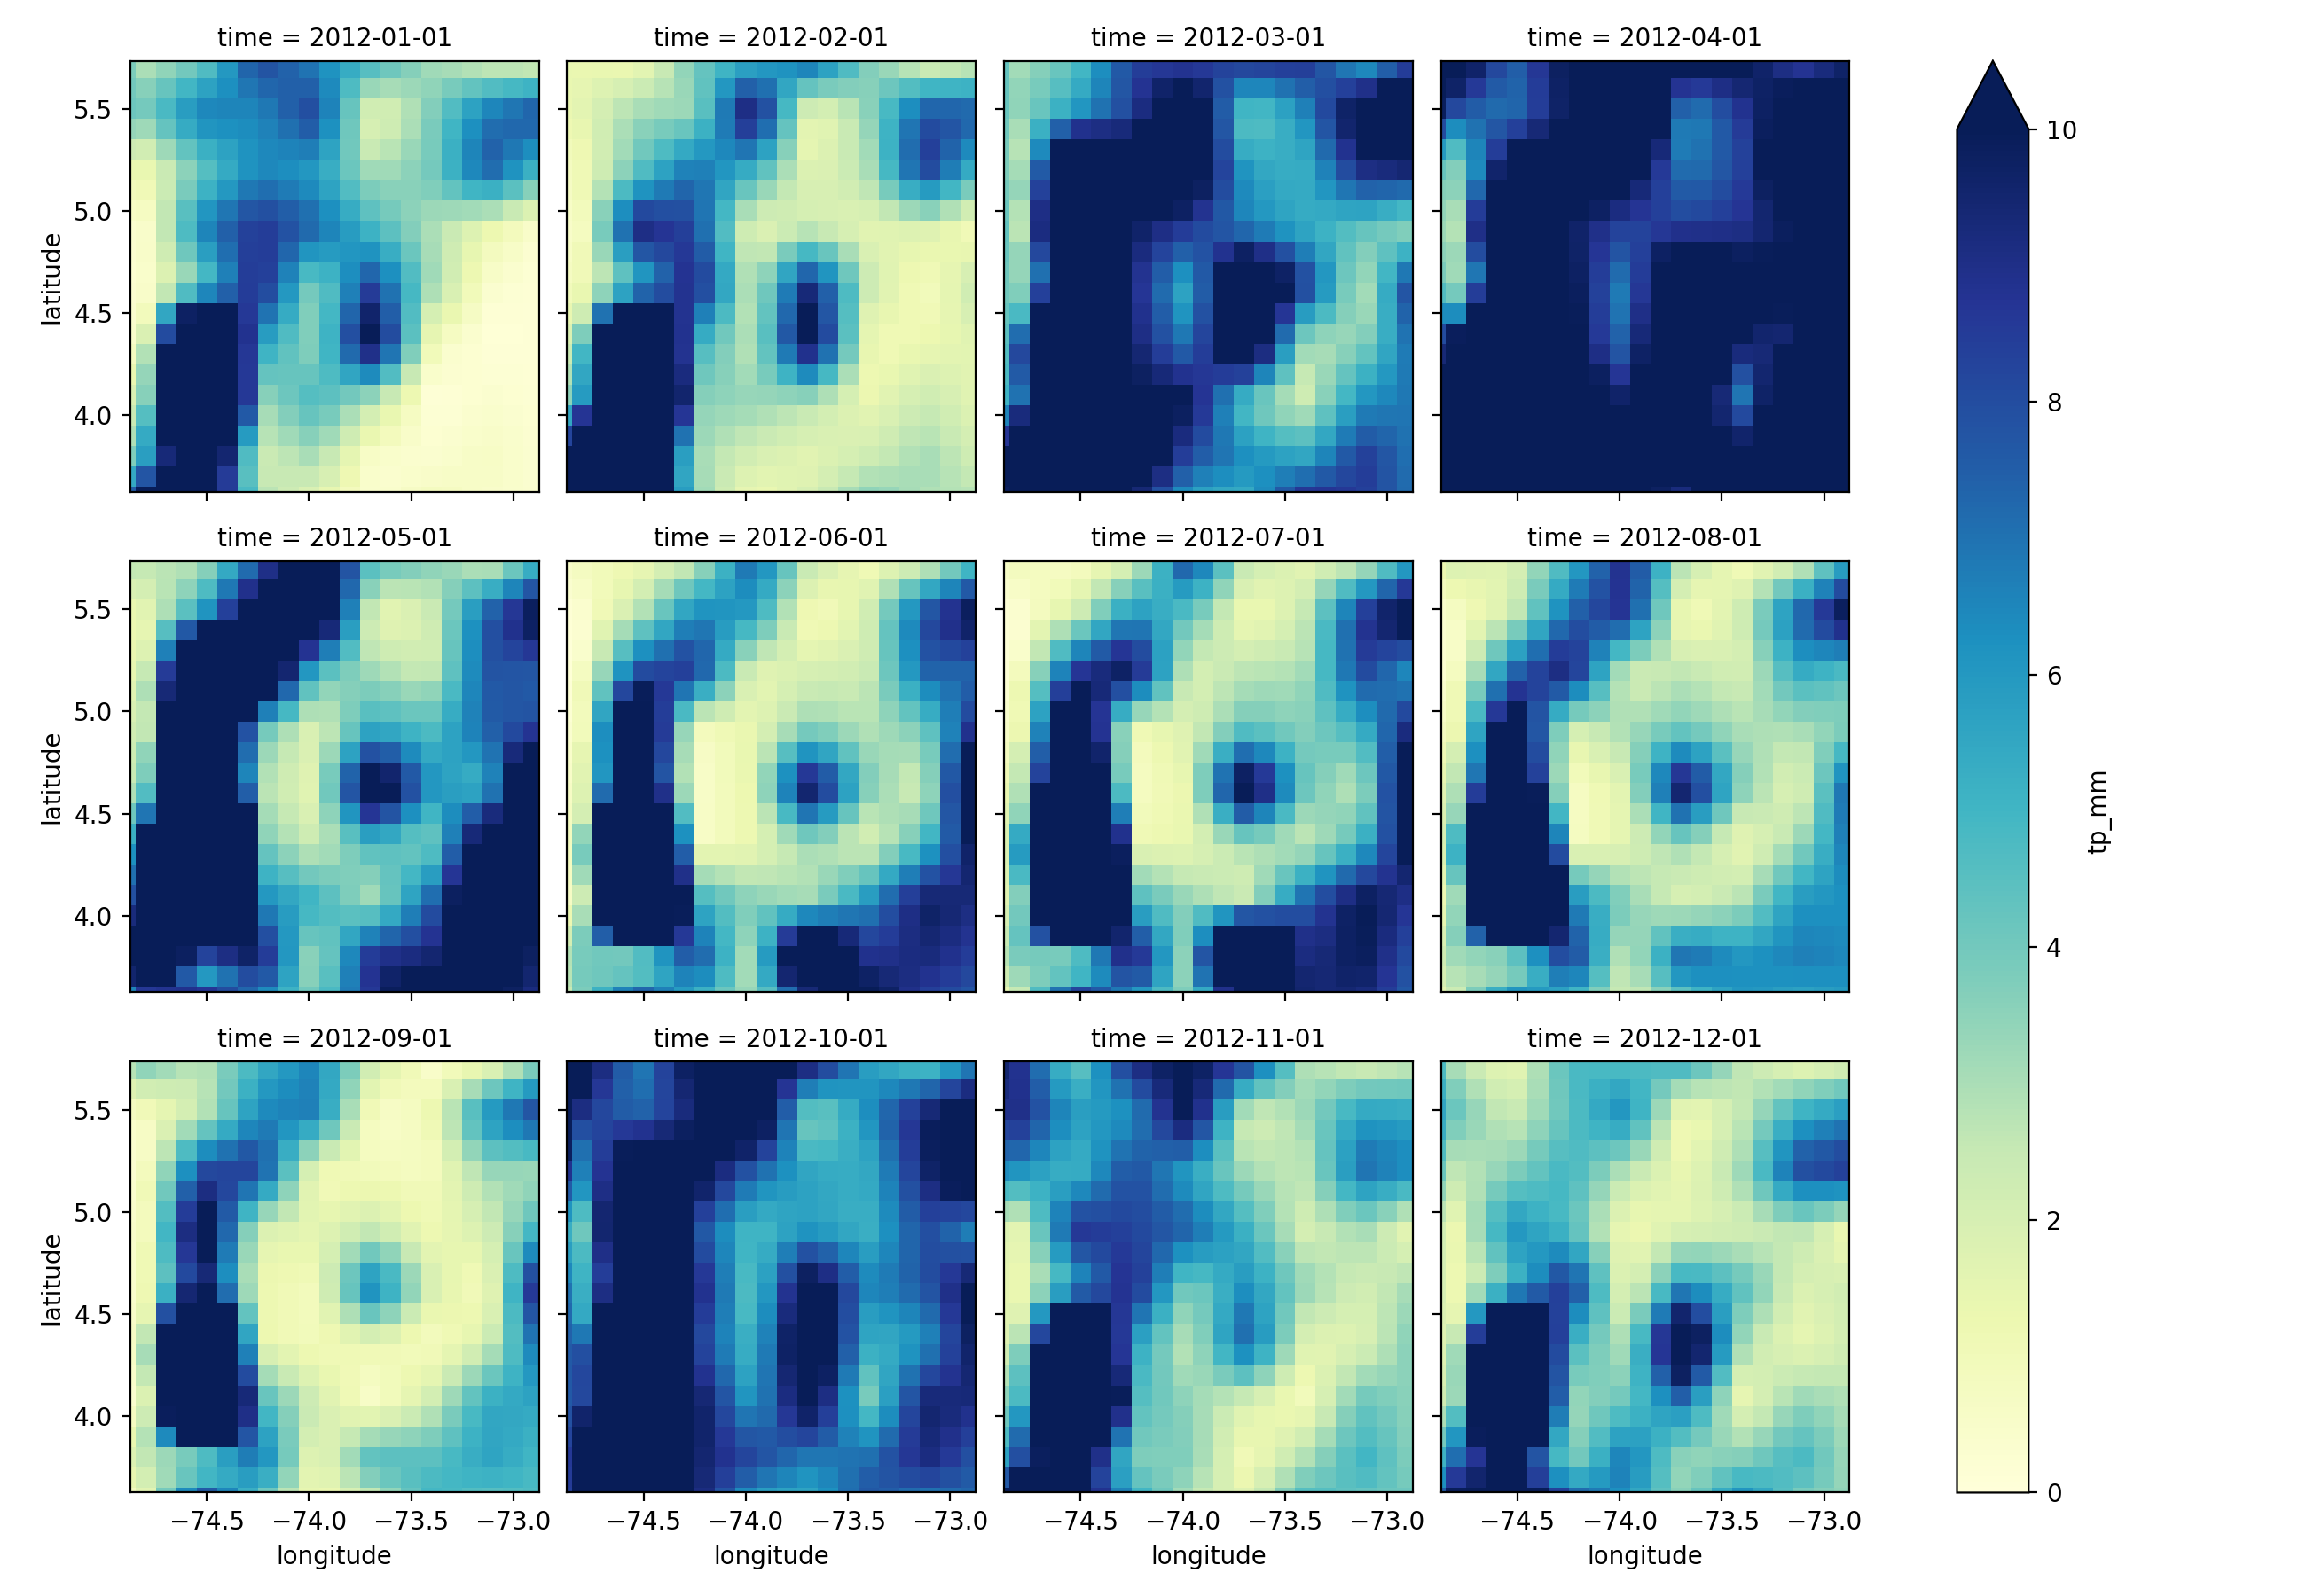 time = 2012-01-01
time = 2012-02-01
time = 2012-03-01
time = 2012-04-01
5.5
5.0
4.5
4.0
latitude
time = 2012-05-01
time = 2012-06-01
time = 2012-07-01
time = 2012-08-01
5.5
5.0
4.5
4.0
latitude
time = 2012-09-01
time = 2012-10-01
time = 2012-11-01
time = 2012-12-01
5.5
5.0
4.5
4.0
latitude
−74.5 −74.0 −73.5 −73.0
longitude
−74.5 −74.0 −73.5 −73.0
longitude
−74.5 −74.0 −73.5 −73.0
longitude
−74.5 −74.0 −73.5 −73.0
longitude
10
8
6
4
2
0
tp_mm